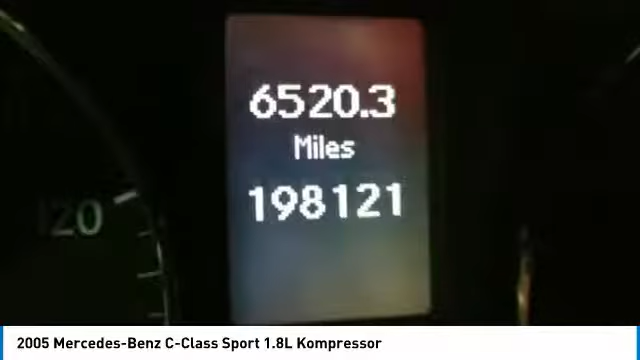 6520.3
Miles
198121
120
2005 Mercedes-Benz C-Class Sport 1.8L Kompressor